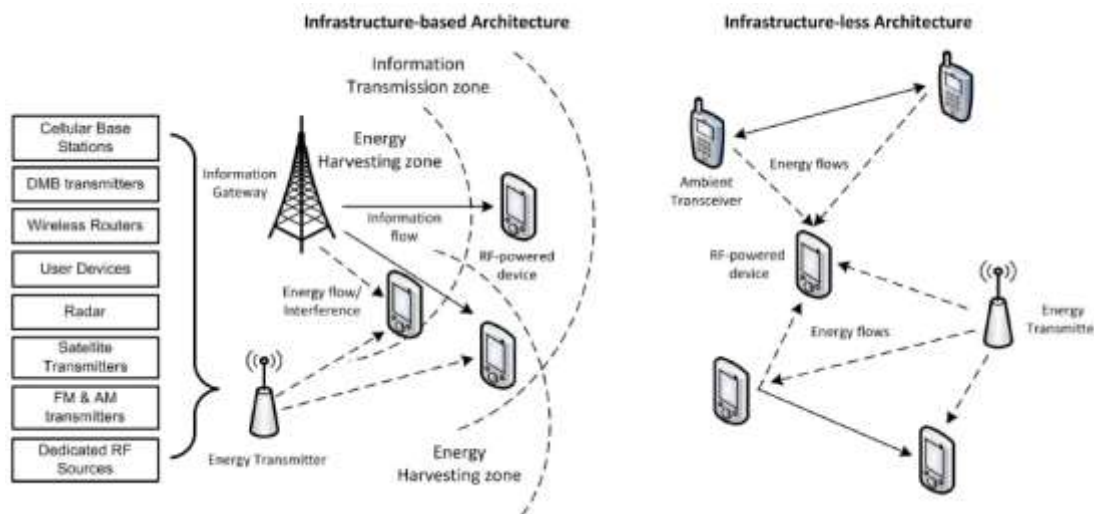 Infrastructure-based Architecture
Infrastructure-less Architecture
Information
Transmission zone
Energy
Harvesting zone
Cellular Base
Stations
DMB transmitters
Wireless Routers
User Devices
Radar
Satellite
Transmitters
FM & AM
transmitters
Dedicated RF
Sources
Information
Gateway
Information
flow
RF-powered
device
Energy flow/
Interference
Energy Transmitter
Energy
Harvesting zone
Energy flows
Ambient
Transceiver
RF-powered
device
Energy
Transmitte
Energy flows